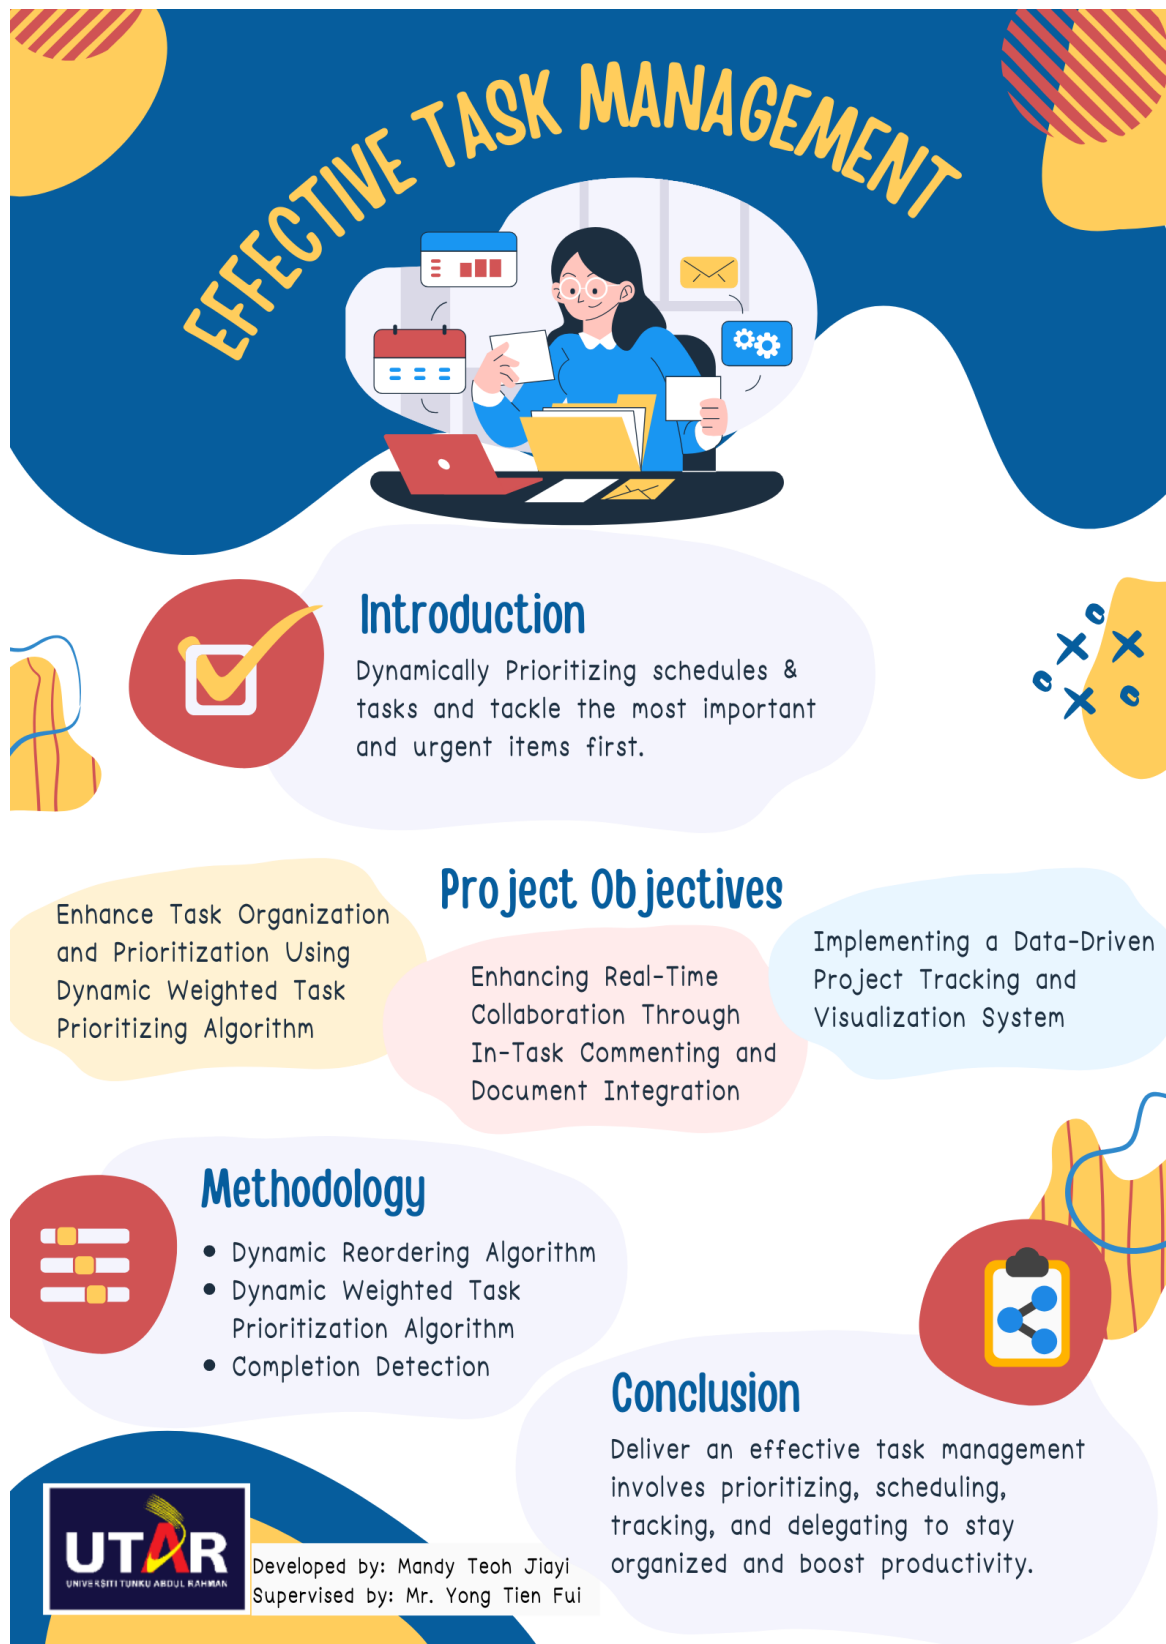 EFFECTIVE TASK MANAGEMENT
Introduction
Dynamically Prioritizing schedules &
tasks and tackle the most important
and urgent items first.
Project Objectives
Enhance Task Organization
and Prioritization Using
Dynamic Weighted Task
Prioritizing Algorithm
Enhancing Real-Time
Collaboration Through
In-Task Commenting and
Document Integration
Implementing a Data-Driven
Project Tracking and
Visualization System
Methodology
• Dynamic Reordering Algorithm
• Dynamic Weighted Task
Prioritization Algorithm
• Completion Detection
Conclusion
Deliver an effective task management
involves prioritizing, scheduling,
tracking, and delegating to stay
organized and boost productivity.
UTAR
UNIVERSITI TUNKU ABDUL RAHMAN
Developed by: Mandy Teoh Jiayi
Supervised by: Mr. Yong Tien Fui